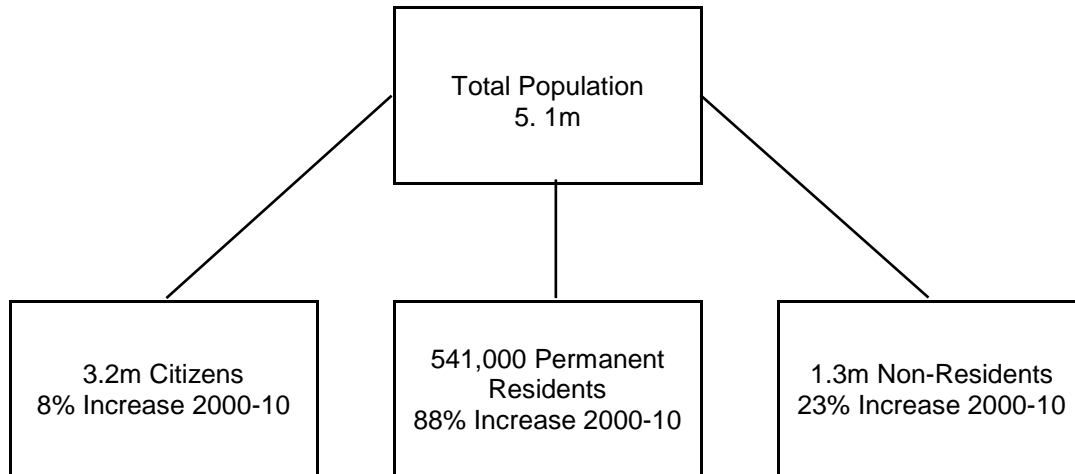 Total Population
5. 1m
3.2m Citizens
8% Increase 2000-10
541,000 Permanent
Residents
88% Increase 2000-10
1.3m Non-Residents
23% Increase 2000-10